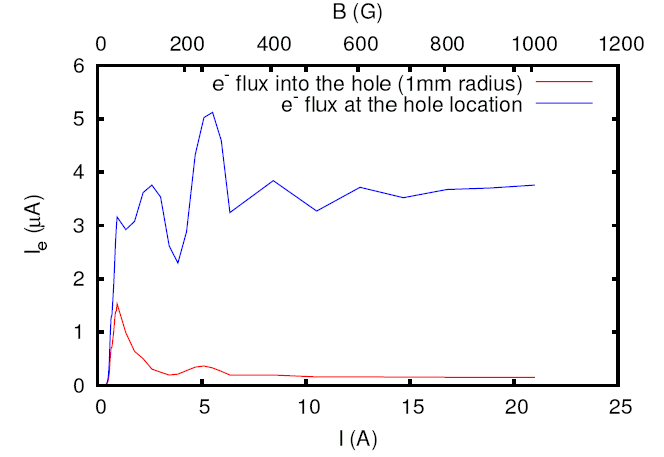 B (G)
0 200 400 600 800 1000 1200
6
e⁻ flux into the hole (1mm radius)
e⁻ flux at the hole location
5
4
3
2
1
0
Iₑ (μA)
0 5 10 15 20 25
I (A)